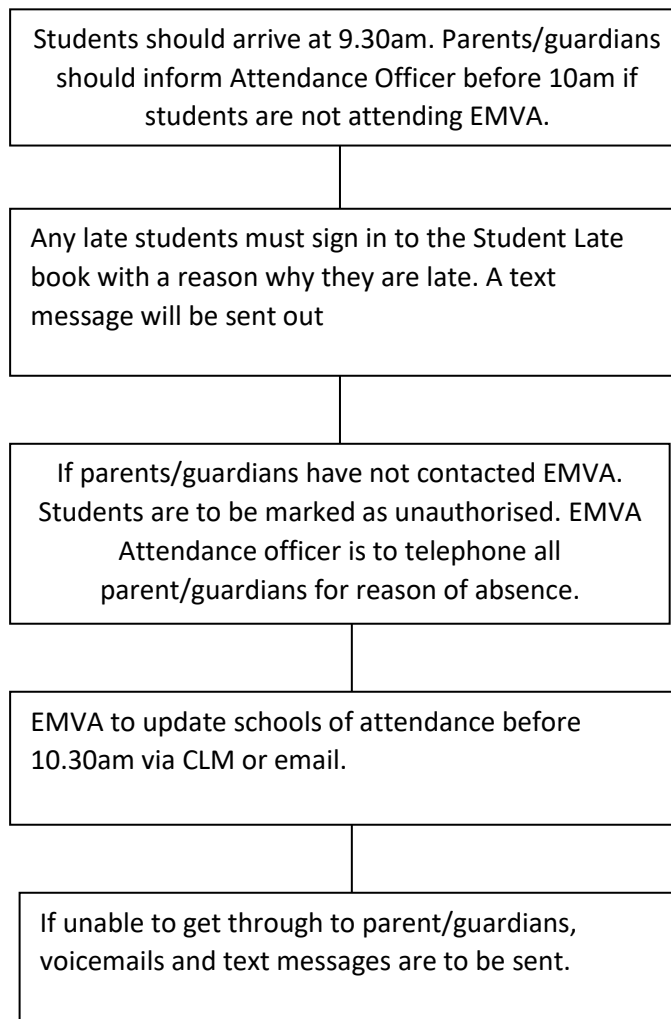 Students should arrive at 9.30am. Parents/guardians
should inform Attendance Officer before 10am if
students are not attending EMVA.
Any late students must sign in to the Student Late
book with a reason why they are late. A text
message will be sent out
If parents/guardians have not contacted EMVA.
Students are to be marked as unauthorised. EMVA
Attendance officer is to telephone all
parent/guardians for reason of absence.
EMVA to update schools of attendance before
10.30am via CLM or email.
If unable to get through to parent/guardians,
voicemails and text messages are to be sent.